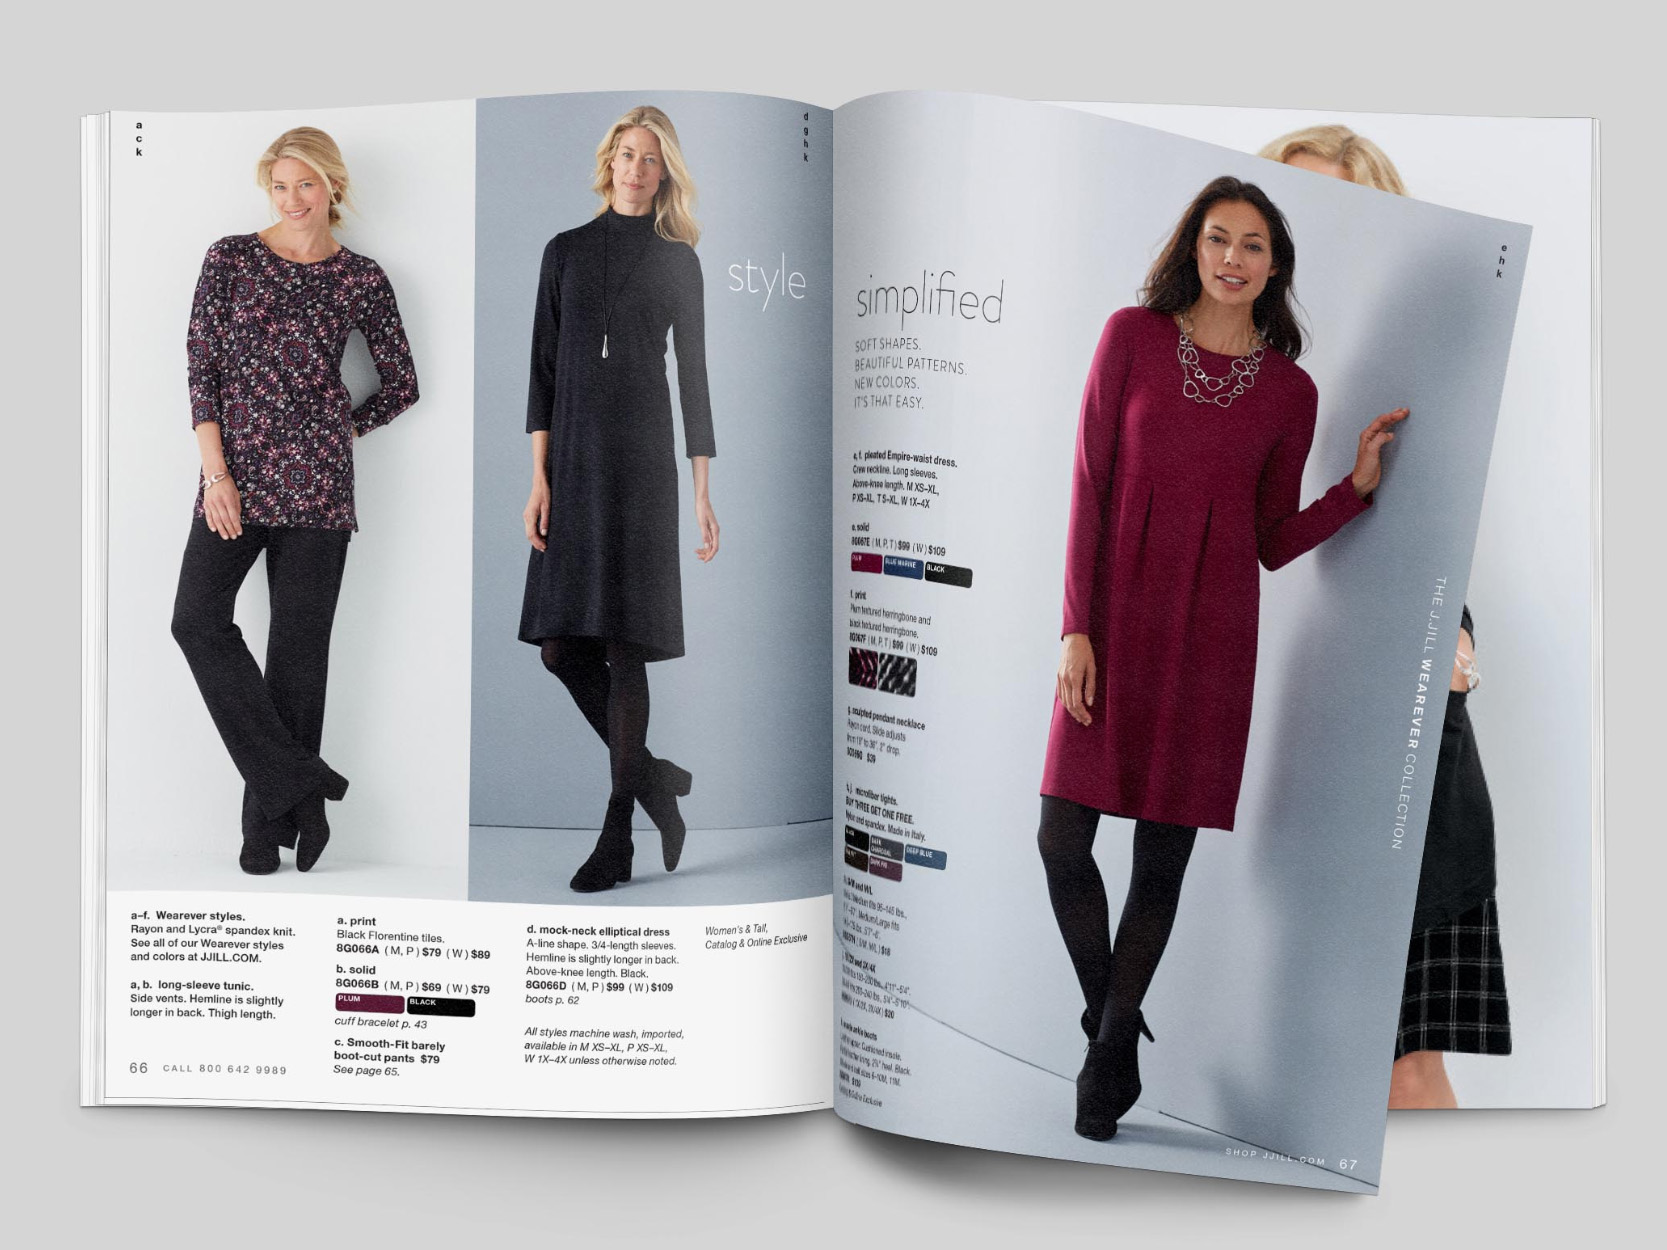 a
c
k
d
g
h
k
style
a–f. Wearever styles.
Rayon and Lycra® spandex knit.
See all of our Wearever styles
and colors at JJILL.COM.
a, b. long-sleeve tunic.
Side vents. Hemline is slightly
longer in back. Thigh length.
66 CALL 800 642 9989
a. print
Black Florentine tiles.
8G066A (M, P) $79 (W) $89
b. solid
8G066B (M, P) $69 (W) $79
PLUM BLACK
cuff bracelet p. 43
c. Smooth-Fit barely
boot-cut pants $79
See page 65.
d. mock-neck elliptical dress
A-line shape. 3/4-length sleeves.
Hemline is slightly longer in back.
Above-knee length. Black.
8G066D (M, P) $99 (W) $109
boots p. 62
All styles machine wash, imported,
available in M XS–XL, P XS–XL,
W 1X–4X unless otherwise noted.
Women's & Tall,
Catalog & Online Exclusive
simplified
SOFT SHAPES.
BEAUTIFUL PATTERNS.
NEW COLORS.
IT'S THAT EASY.
e, f. pleated Empire-waist dress.
Crew neckline. Long sleeves.
Above-knee length. M XS–XL,
P XS–XL, T S–XL, W 1X–4X
e. solid
8G067E (M, P, T) $99 (W) $109
BLUE MARINE BLACK
f. print
Plum textured herringbone and
black textured herringbone.
8G067F (M, P, T) $99 (W) $109
g. sculpted pendant necklace
Rayon cord. Slide adjusts
2" drop.
$39
microfiber tights.
BUY THREE GET ONE FREE.
Nylon and spandex. Made in Italy.
BLACK DARK CHARCOAL DEEP BLUE
e
h
k
THE J.JILL WEAREVER COLLECTION
SHOP JJILL.COM 67